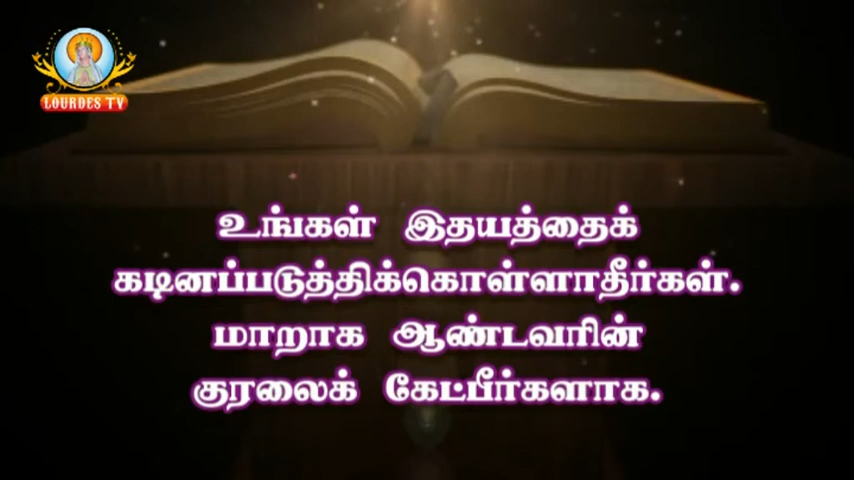 LOURDES TV
உங்கள் இதயத்தைக்
கடினப்படுத்திக்கொள்ளாதீர்கள்.
மாறாக ஆண்டவரின்
குரலைக் கேட்பீர்களாக.